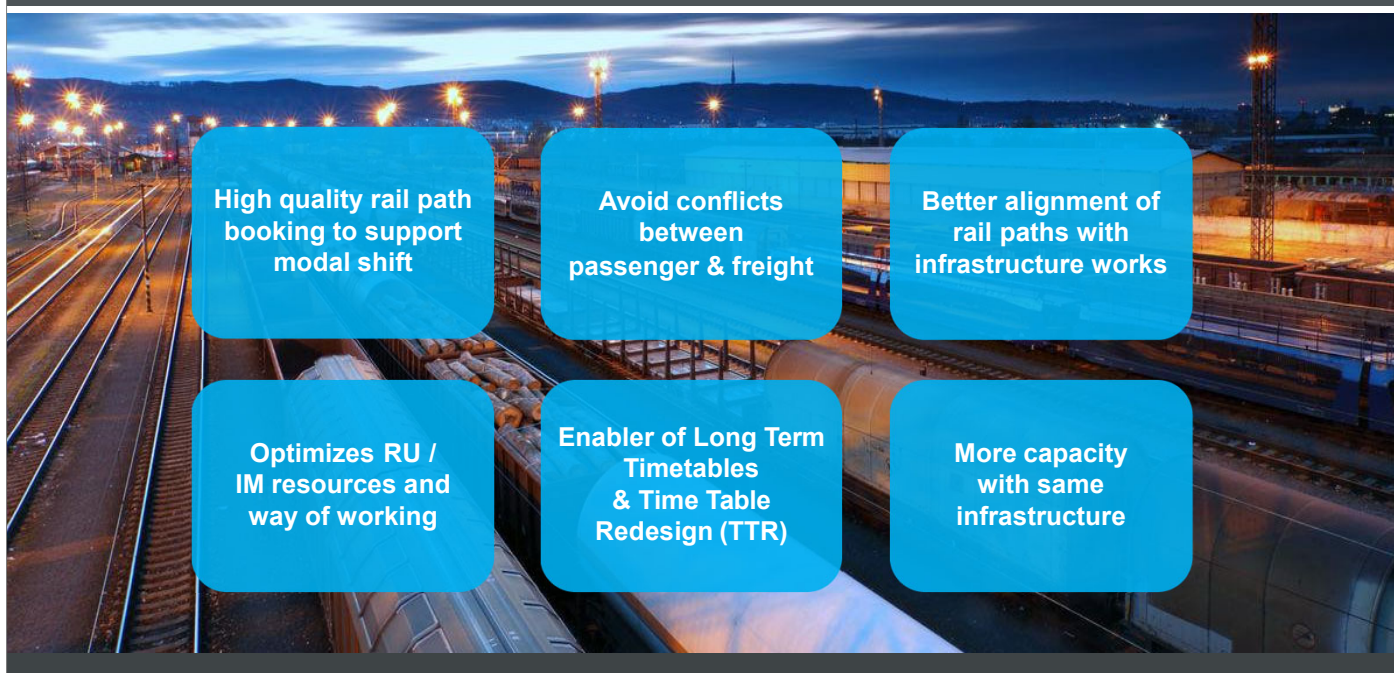 High quality rail path
booking to support
modal shift
Avoid conflicts
between
passenger & freight
Better alignment of
rail paths with
infrastructure works
Optimizes RU /
IM resources and
way of working
Enabler of Long Term
Timetables
& Time Table
Redesign (TTR)
More capacity
with same
infrastructure